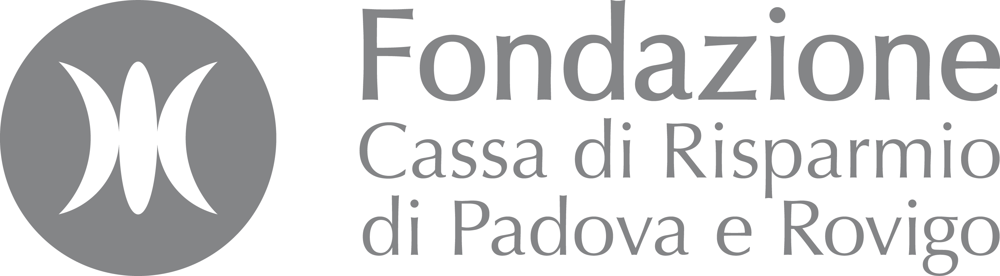 Fondazione
Cassa di Risparmio
di Padova e Rovigo